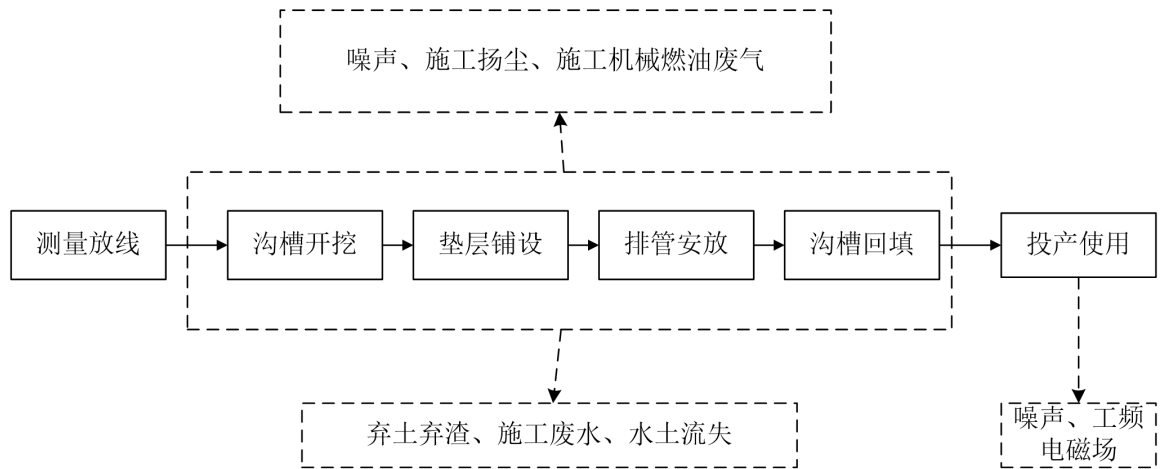 噪声、施工扬尘、施工机械燃油废气
测量放线
沟槽开挖
垫层铺设
排管安放
沟槽回填
投产使用
弃土弃渣、施工废水、水土流失
噪声、工频
电磁场